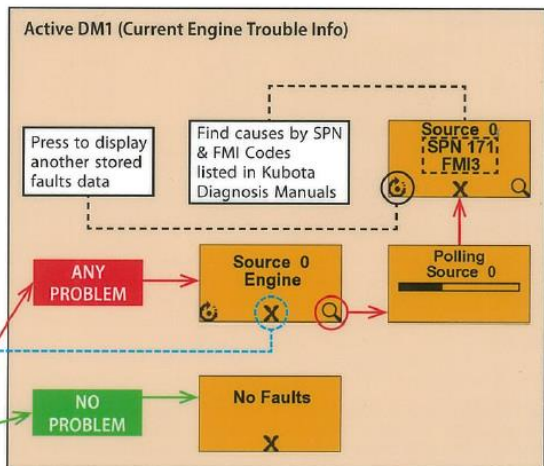 Active DM1 (Current Engine Trouble Info)
Press to display
another stored
faults data
Find causes by SPN
& FMI Codes
listed in Kubota
Diagnosis Manuals
Source 0
SPN 171
FMI3
X
ANY
PROBLEM
Source 0
Engine
X
Polling
Source 0
NO
PROBLEM
No Faults
X